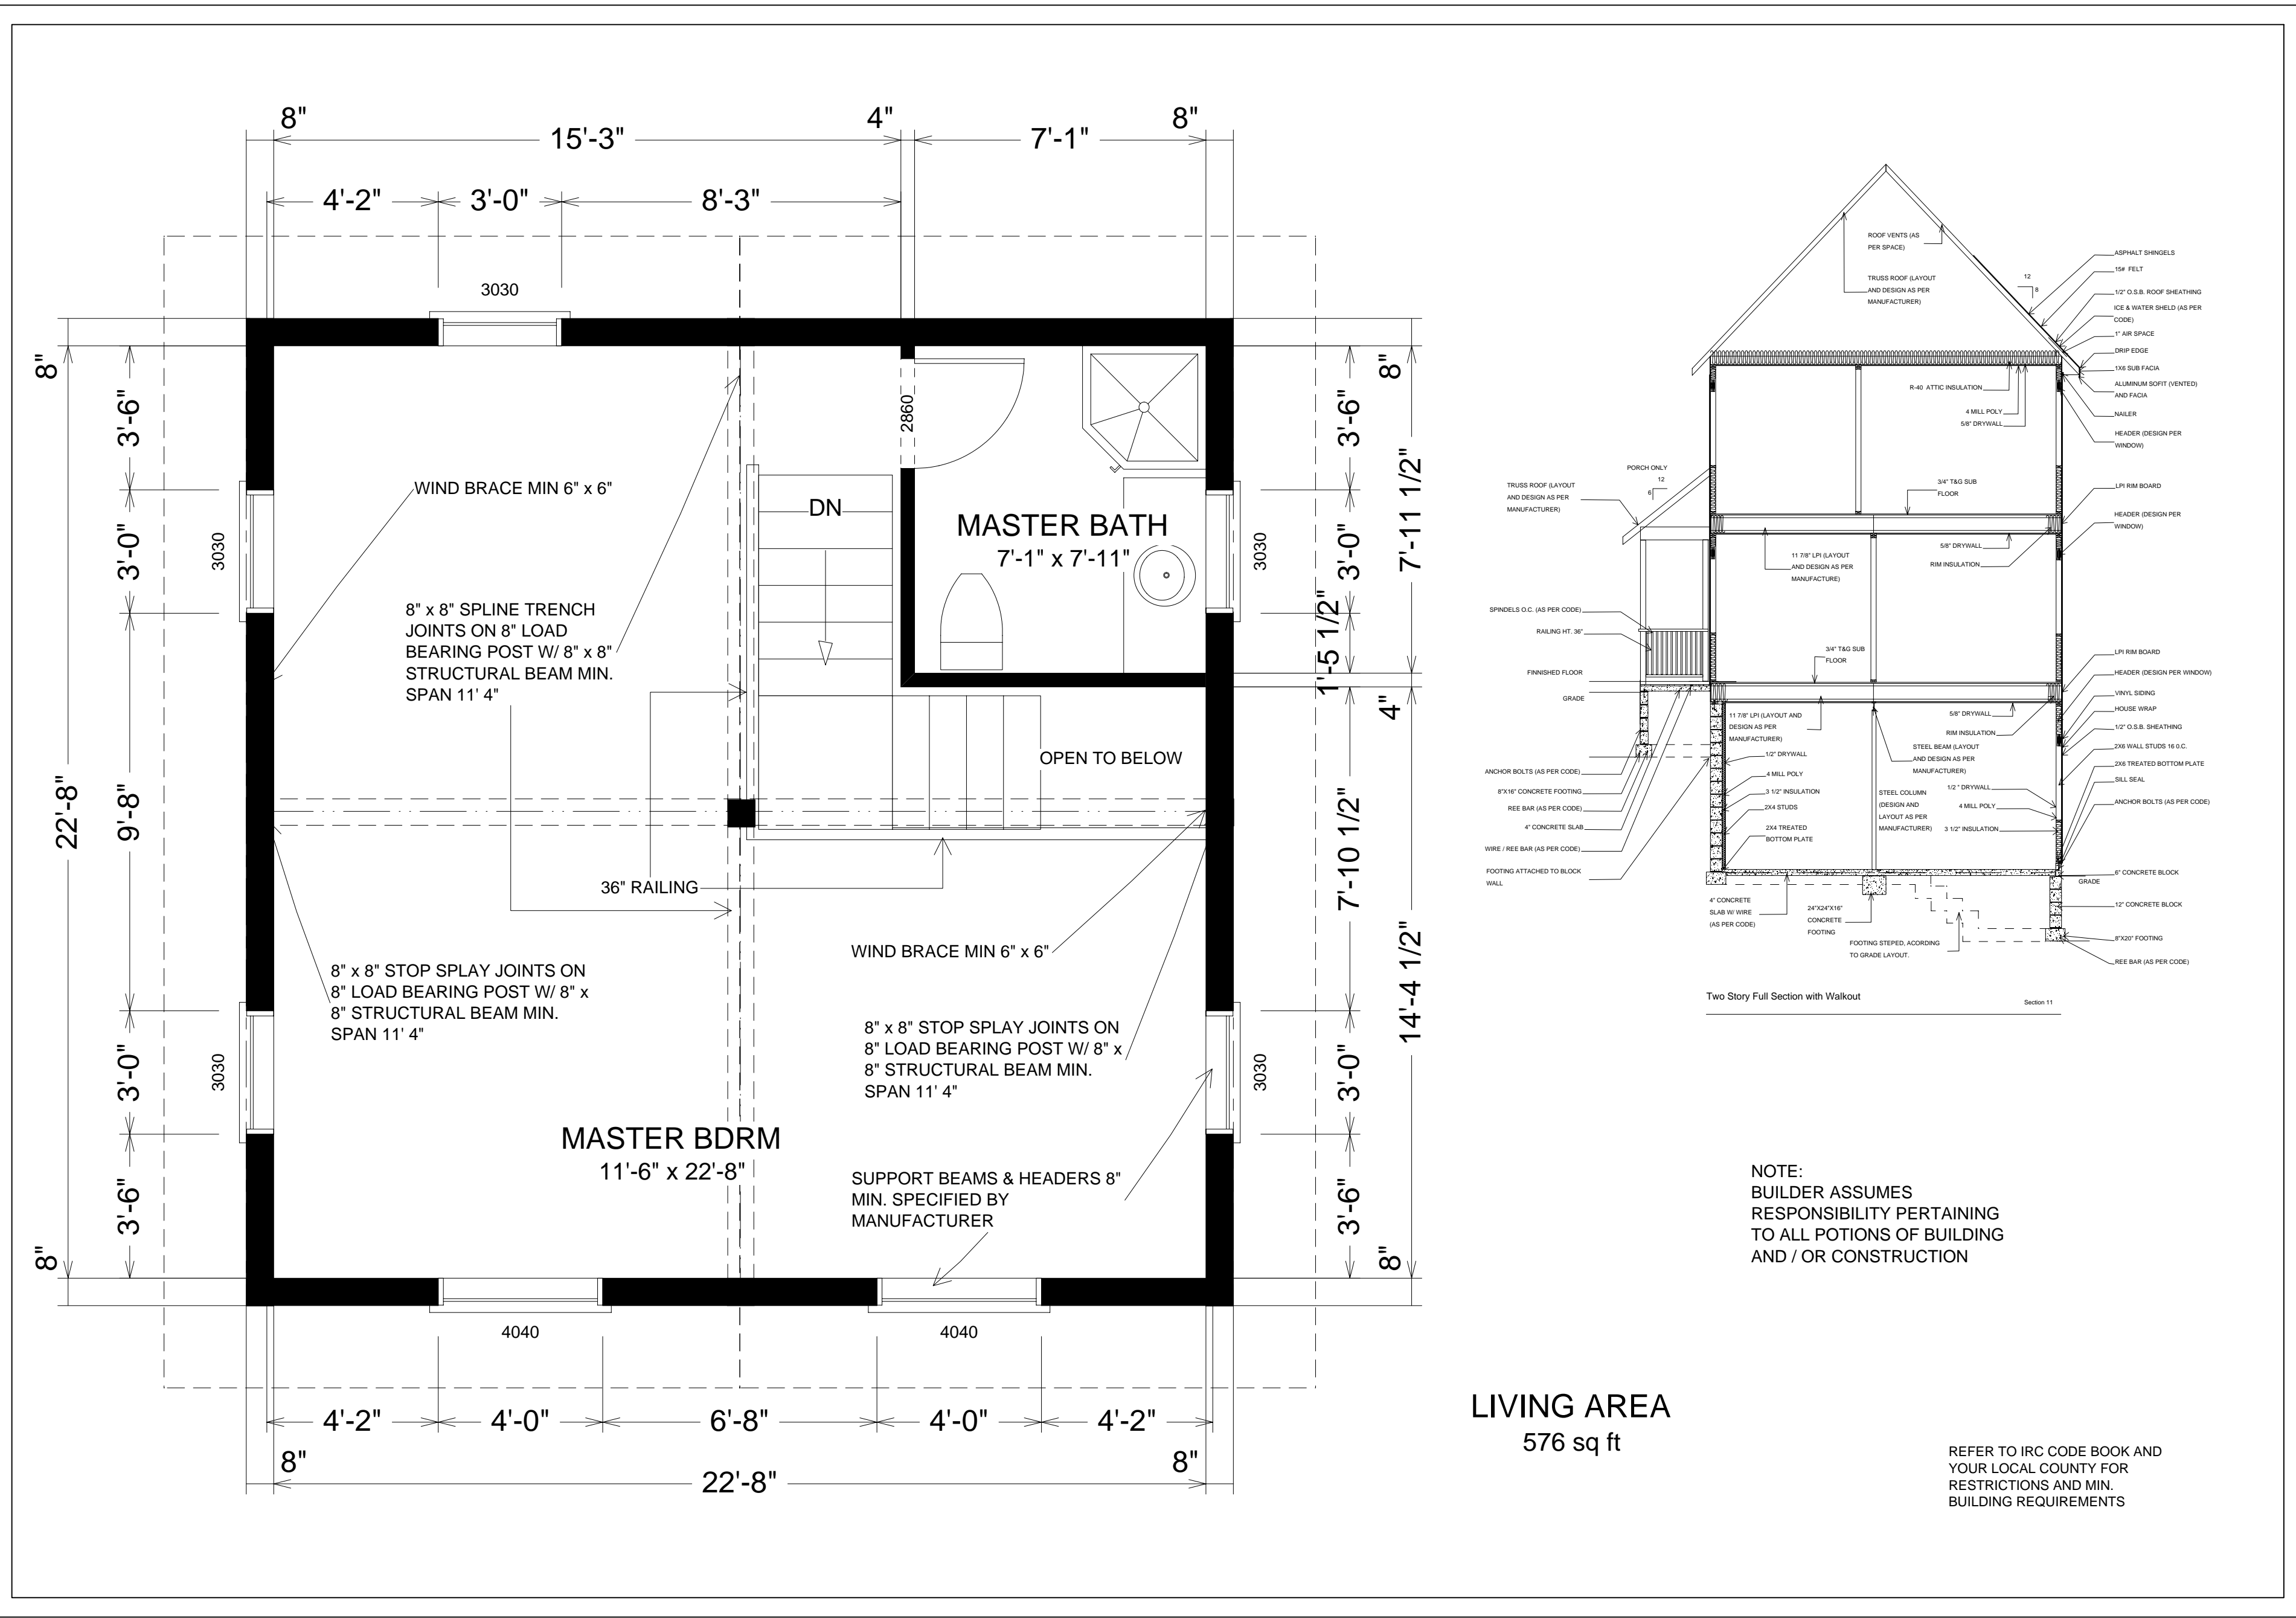 8"
15'-3"
4"
7'-1"
8"
4'-2"
3'-0"
8'-3"
3030
8"
3'-6"
3'-0"
9'-8"
3'-0"
3'-6"
22'-8"
8"
3030
3030
WIND BRACE MIN 6" x 6"
8" x 8" SPLINE TRENCH
JOINTS ON 8" LOAD
BEARING POST W/ 8" x 8"
STRUCTURAL BEAM MIN.
SPAN 11' 4"
DN
2860
MASTER BATH
7'-1" x 7'-11"
OPEN TO BELOW
36" RAILING
WIND BRACE MIN 6" x 6"
8" x 8" STOP SPLAY JOINTS ON
8" LOAD BEARING POST W/ 8" x
8" STRUCTURAL BEAM MIN.
SPAN 11' 4"
8" x 8" STOP SPLAY JOINTS ON
8" LOAD BEARING POST W/ 8" x
8" STRUCTURAL BEAM MIN.
SPAN 11' 4"
MASTER BDRM
11'-6" x 22'-8"
SUPPORT BEAMS & HEADERS 8"
MIN. SPECIFIED BY
MANUFACTURER
3030
3030
3'-6"
3'-0"
1'-5 1/2"
7'-10 1/2"
3'-0"
3'-6"
8"
7'-11 1/2"
4"
14'-4 1/2"
8"
4040
4040
4'-2"
4'-0"
6'-8"
4'-0"
4'-2"
8"
22'-8"
8"
ROOF VENTS (AS
PER SPACE)
TRUSS ROOF (LAYOUT
AND DESIGN AS PER
MANUFACTURER)
12
8
ASPHALT SHINGELS
15# FELT
1/2" O.S.B. ROOF SHEATHING
ICE & WATER SHELD (AS PER
CODE)
1" AIR SPACE
DRIP EDGE
1X6 SUB FACIA
ALUMINUM SOFIT (VENTED)
AND FACIA
NAILER
HEADER (DESIGN PER
WINDOW)
R-40 ATTIC INSULATION
4 MILL POLY
5/8" DRYWALL
PORCH ONLY
12
6
TRUSS ROOF (LAYOUT
AND DESIGN AS PER
MANUFACTURER)
3/4" T&G SUB
FLOOR
LPI RIM BOARD
HEADER (DESIGN PER
WINDOW)
11 7/8" LPI (LAYOUT
AND DESIGN AS PER
MANUFACTURE)
5/8" DRYWALL
RIM INSULATION
SPINDELS O.C. (AS PER CODE)
RAILING HT. 36"
FINNISHED FLOOR
GRADE
3/4" T&G SUB
FLOOR
LPI RIM BOARD
HEADER (DESIGN PER WINDOW)
VINYL SIDING
HOUSE WRAP
1/2" O.S.B. SHEATHING
2X6 WALL STUDS 16 0.C.
2X6 TREATED BOTTOM PLATE
SILL SEAL
ANCHOR BOLTS (AS PER CODE)
11 7/8" LPI (LAYOUT AND
DESIGN AS PER
MANUFACTURER)
5/8" DRYWALL
RIM INSULATION
1/2" DRYWALL
4 MILL POLY
3 1/2" INSULATION
2X4 STUDS
2X4 TREATED
BOTTOM PLATE
STEEL BEAM (LAYOUT
AND DESIGN AS PER
MANUFACTURER)
STEEL COLUMN
(DESIGN AND
LAYOUT AS PER
MANUFACTURER)
1/2 " DRYWALL
4 MILL POLY
3 1/2" INSULATION
ANCHOR BOLTS (AS PER CODE)
8"X16" CONCRETE FOOTING
REE BAR (AS PER CODE)
4" CONCRETE SLAB
WIRE / REE BAR (AS PER CODE)
FOOTING ATTACHED TO BLOCK
WALL
6" CONCRETE BLOCK
GRADE
12" CONCRETE BLOCK
8"X20" FOOTING
REE BAR (AS PER CODE)
4" CONCRETE
SLAB W/ WIRE
(AS PER CODE)
24"X24"X16"
CONCRETE
FOOTING
FOOTING STEPED, ACORDING
TO GRADE LAYOUT.
Two Story Full Section with Walkout
Section 11
NOTE:
BUILDER ASSUMES
RESPONSIBILITY PERTAINING
TO ALL POTIONS OF BUILDING
AND / OR CONSTRUCTION
LIVING AREA
576 sq ft
REFER TO IRC CODE BOOK AND
YOUR LOCAL COUNTY FOR
RESTRICTIONS AND MIN.
BUILDING REQUIREMENTS